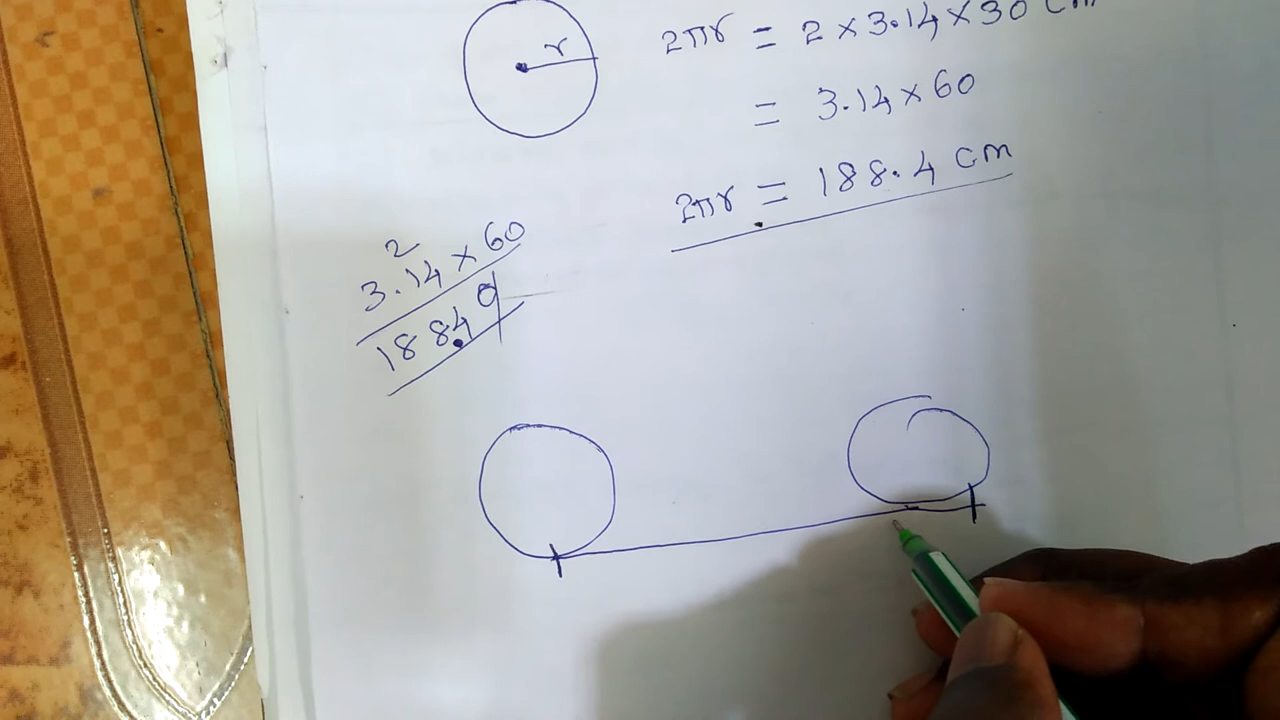 r
2πr = 2 × 3.14 × 30 cm
= 3.14 × 60
2πr = 188.4 cm
2
3.14 × 60
188.40